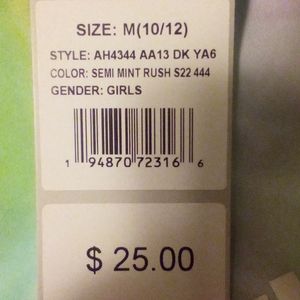 SIZE: M(10/12)
STYLE: AH4344 AA13 DK YA6
COLOR: SEMI MINT RUSH S22 444
GENDER: GIRLS
1 94870 72316 6
$ 25.00